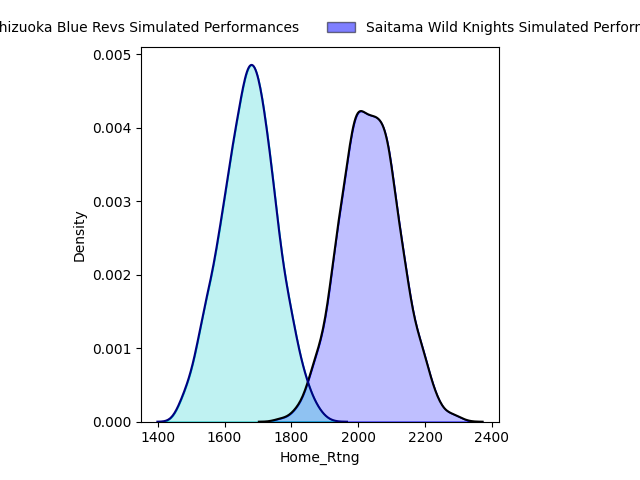 hizuoka Blue Revs Simulated Performances Saitama Wild Knights Simulated Perfor
0.005
0.004
0.003
0.002
0.001
0.000
Density
1400 1600 1800 2000 2200 2400
Home_Rtng